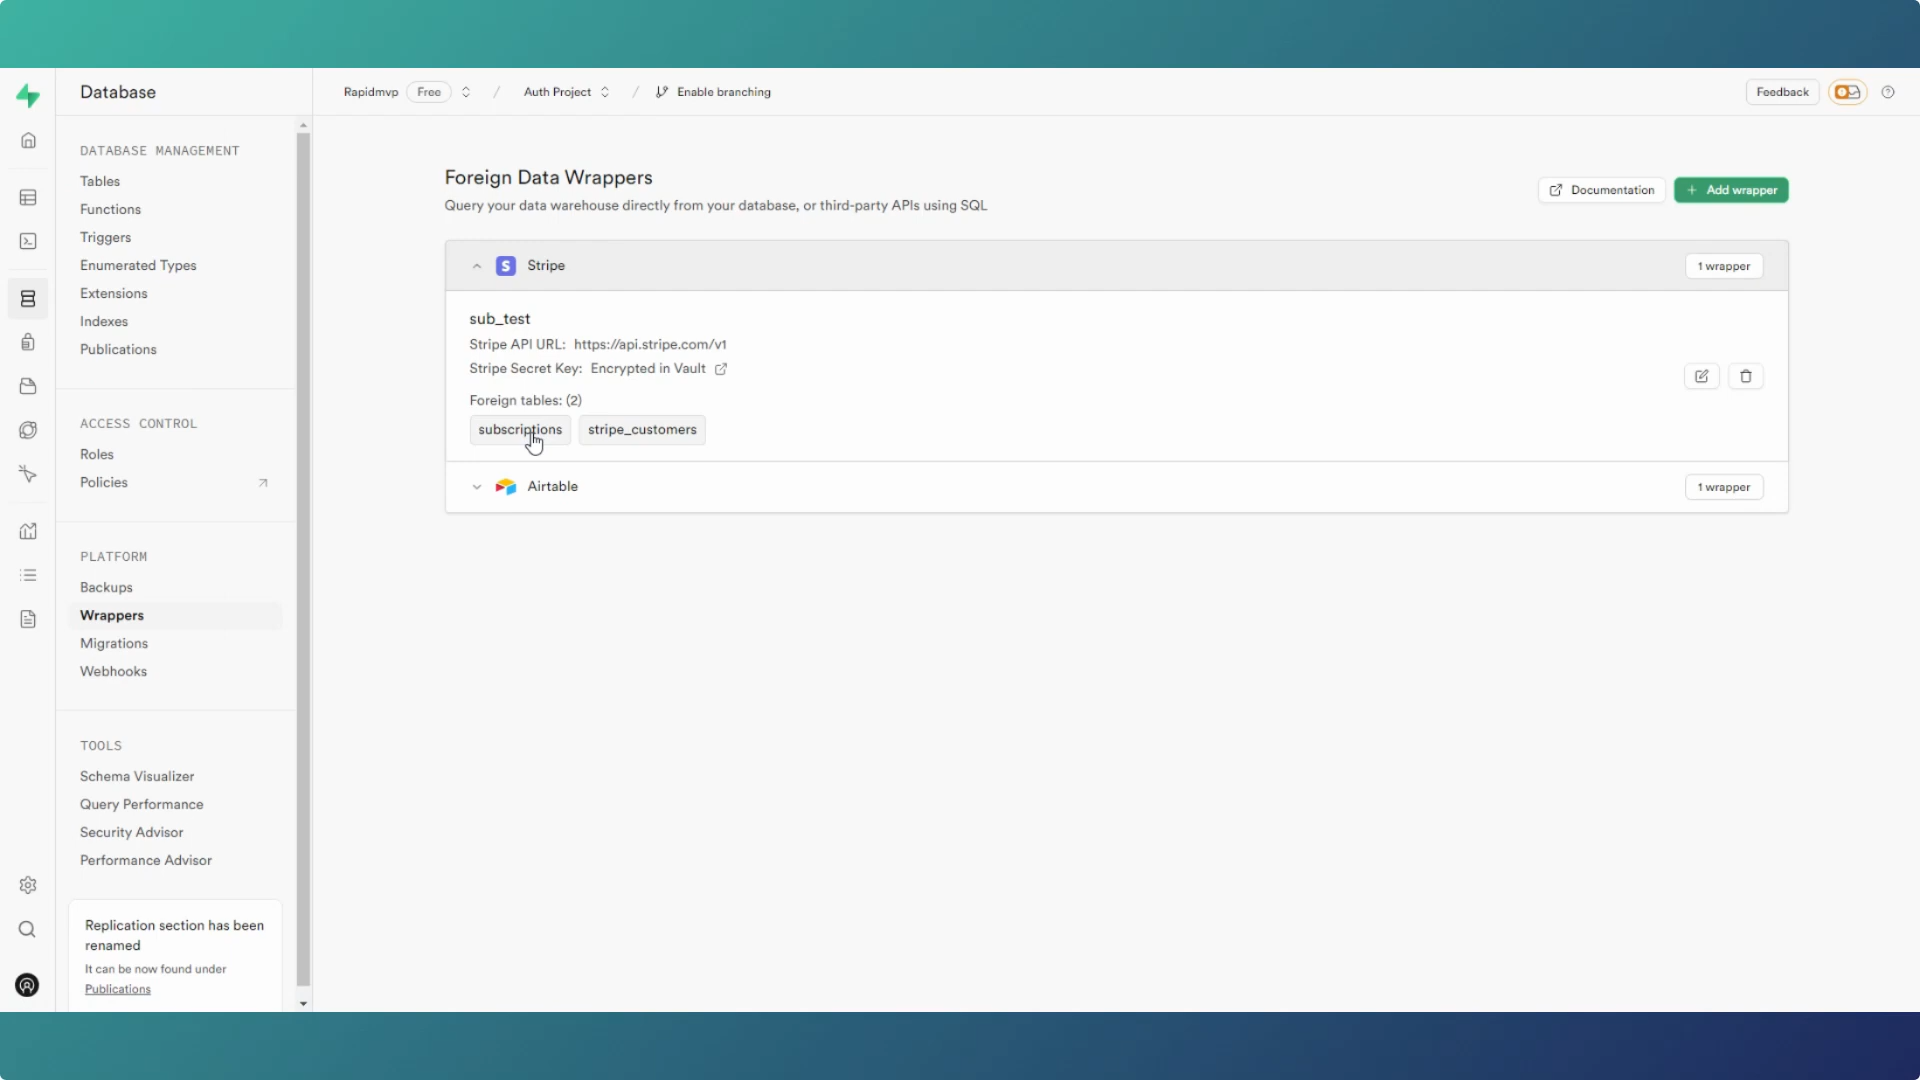 Database
Rapidmvp Free / Auth Project / Enable branching
Feedback
DATABASE MANAGEMENT
Tables
Functions
Triggers
Enumerated Types
Extensions
Indexes
Publications
ACCESS CONTROL
Roles
Policies
PLATFORM
Backups
Wrappers
Migrations
Webhooks
TOOLS
Schema Visualizer
Query Performance
Security Advisor
Performance Advisor
Replication section has been
renamed
It can be now found under
Publications
Foreign Data Wrappers
Query your data warehouse directly from your database, or third-party APIs using SQL
Documentation
+ Add wrapper
S Stripe
1 wrapper
sub_test
Stripe API URL: https://api.stripe.com/v1
Stripe Secret Key: Encrypted in Vault
Foreign tables: (2)
subscriptions stripe_customers
Airtable
1 wrapper